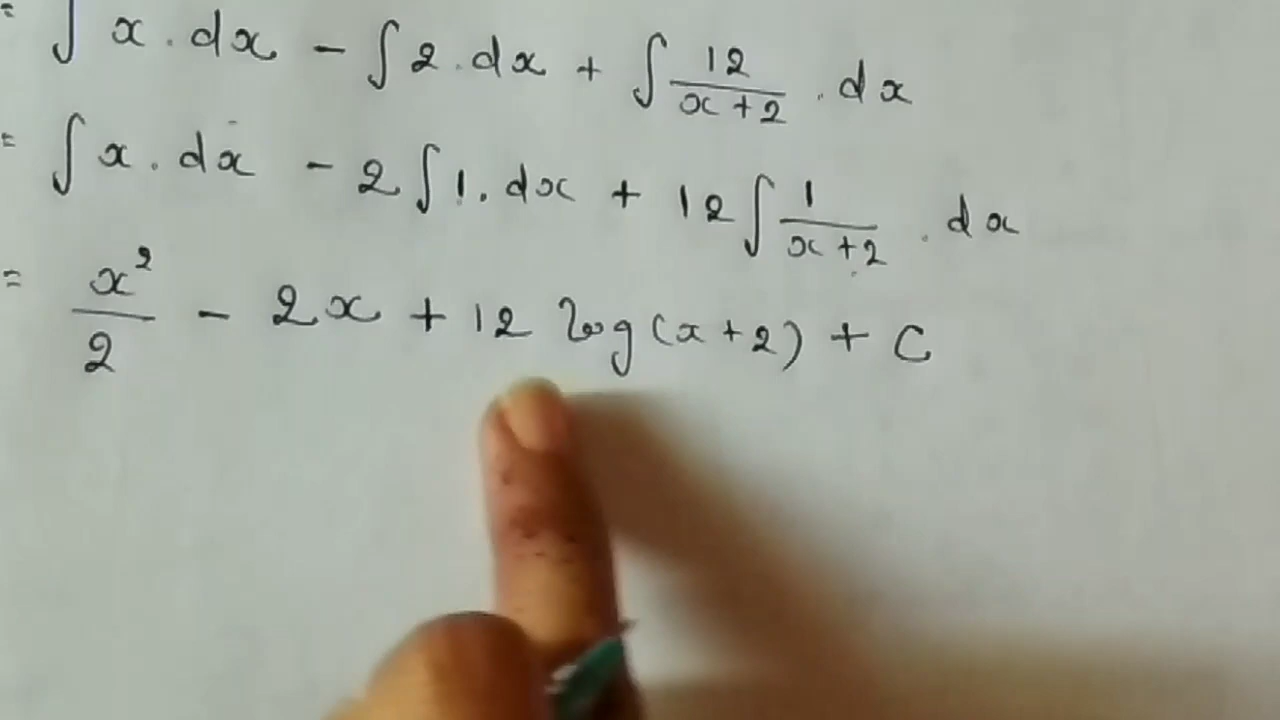 = ∫ x . dx - ∫ 2 . dx + ∫ 12/(x+2) . dx
= ∫ x . dx - 2 ∫ 1 . dx + 12 ∫ 1/(x+2) . dx
= x²/2 - 2x + 12 log(x+2) + C